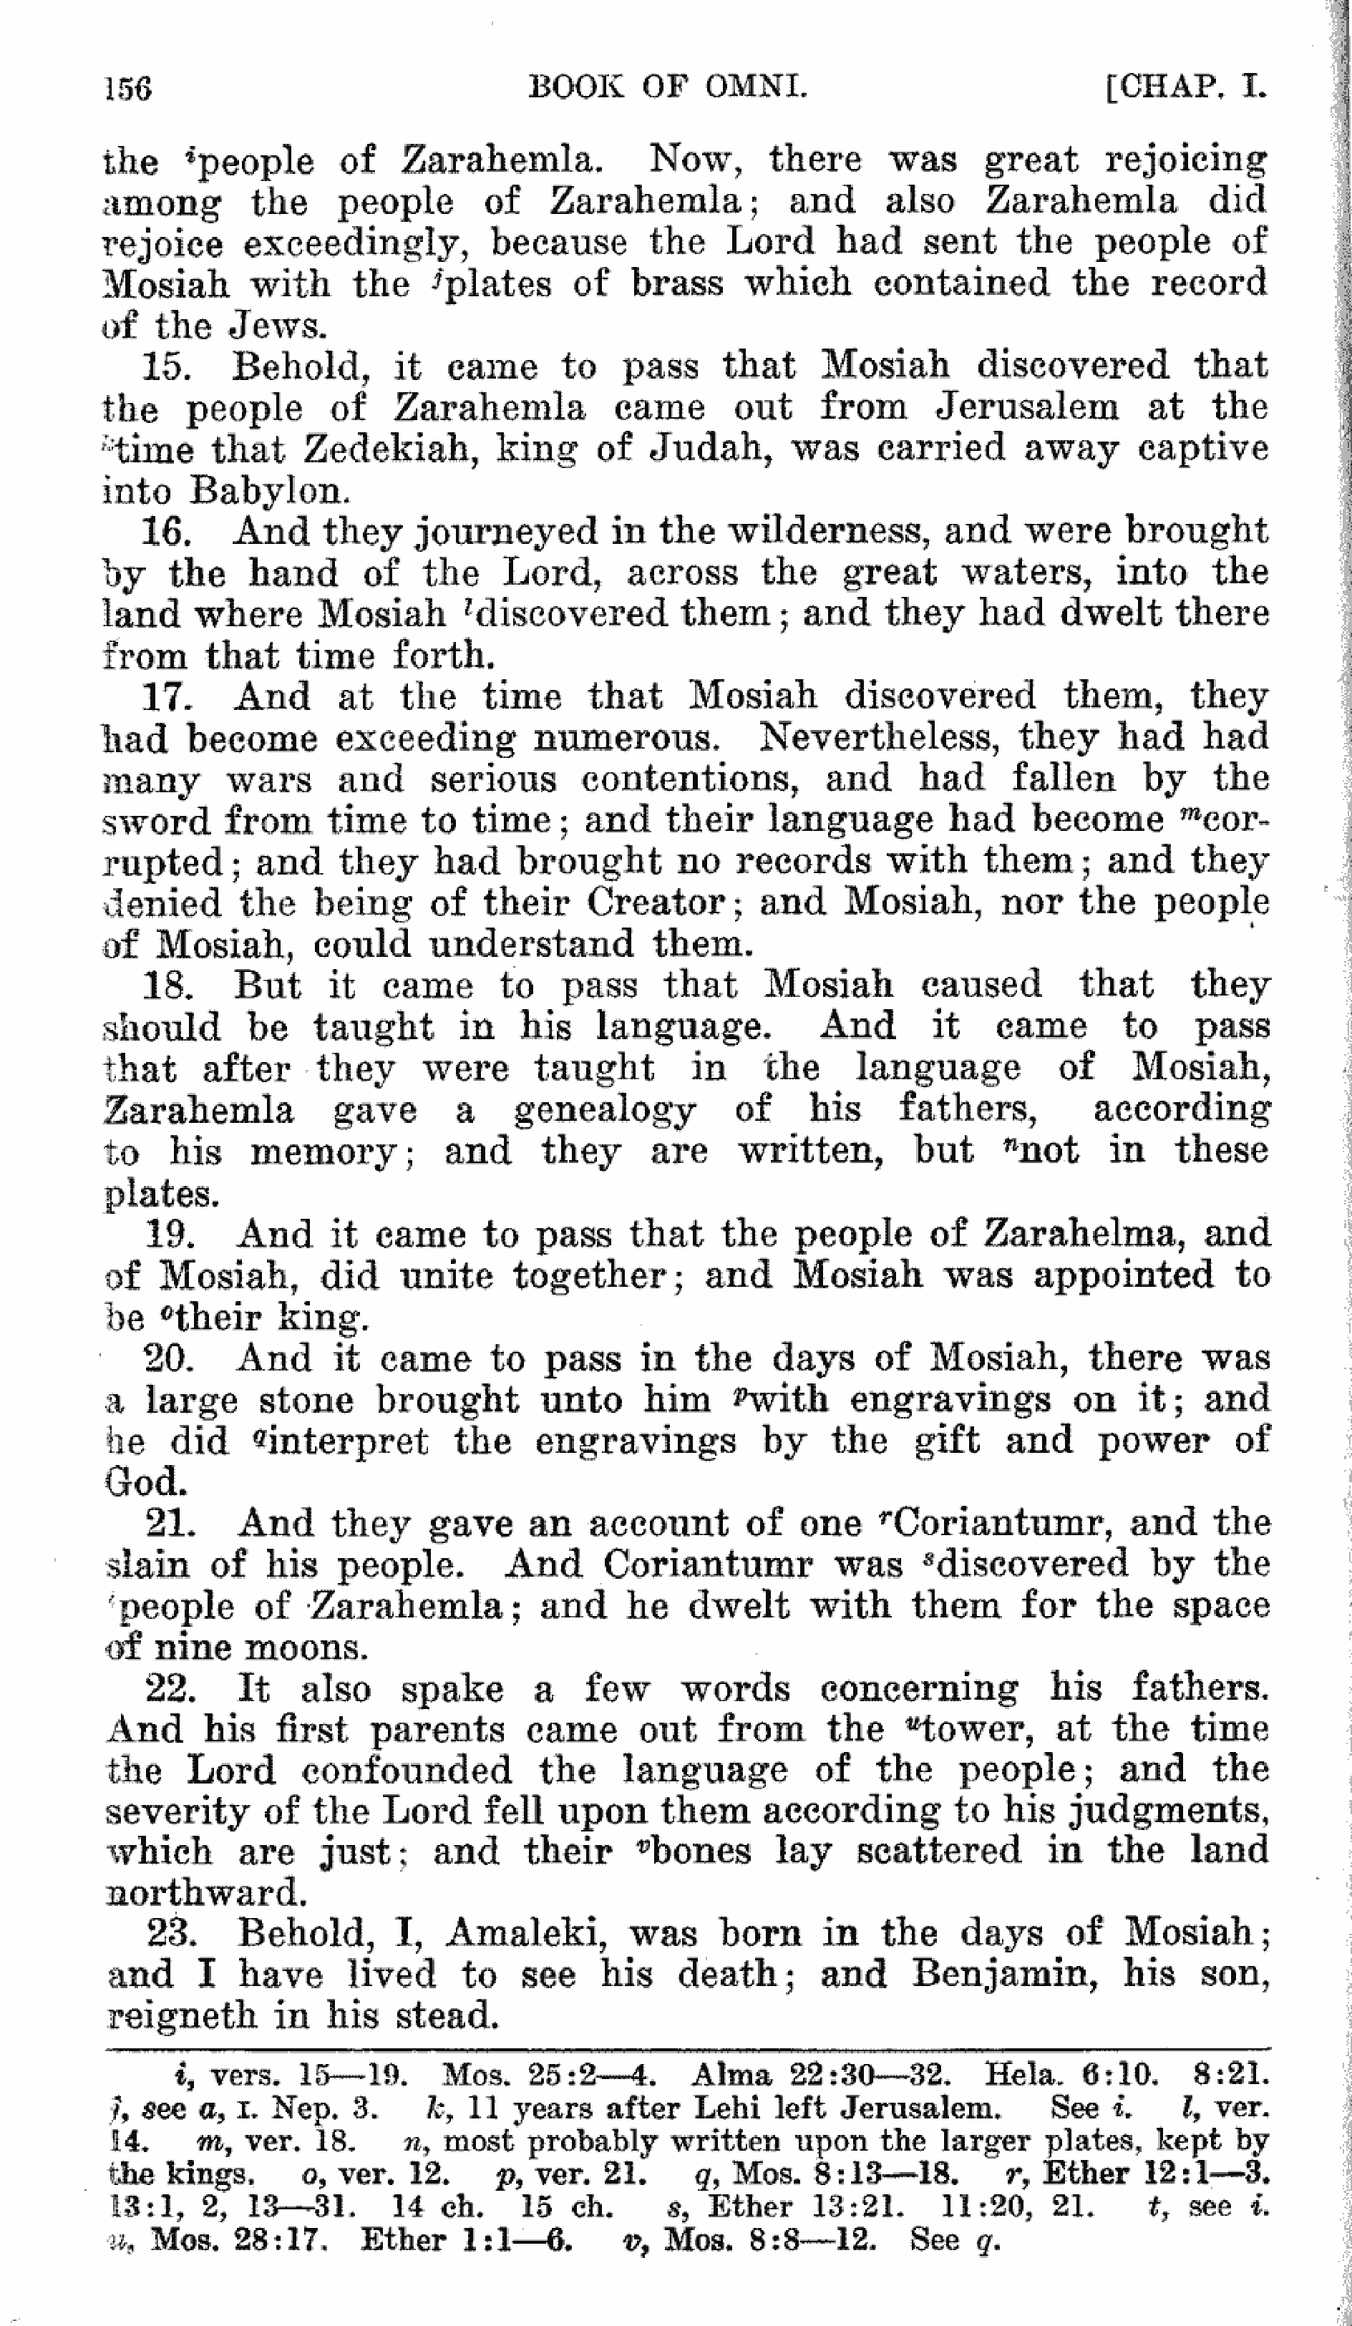 156 BOOK OF OMNI. [CHAP. I.
the ipeople of Zarahemla. Now, there was great rejoicing
among the people of Zarahemla; and also Zarahemla did
rejoice exceedingly, because the Lord had sent the people of
Mosiah with the jplates of brass which contained the record
of the Jews.
15. Behold, it came to pass that Mosiah discovered that
the people of Zarahemla came out from Jerusalem at the
ktime that Zedekiah, king of Judah, was carried away captive
into Babylon.
16. And they journeyed in the wilderness, and were brought
by the hand of the Lord, across the great waters, into the
land where Mosiah ldiscovered them; and they had dwelt there
from that time forth.
17. And at the time that Mosiah discovered them, they
had become exceeding numerous. Nevertheless, they had had
many wars and serious contentions, and had fallen by the
sword from time to time; and their language had become mcor-
rupted; and they had brought no records with them; and they
denied the being of their Creator; and Mosiah, nor the people
of Mosiah, could understand them.
18. But it came to pass that Mosiah caused that they
should be taught in his language. And it came to pass
that after they were taught in the language of Mosiah,
Zarahemla gave a genealogy of his fathers, according
to his memory; and they are written, but nnot in these
plates.
19. And it came to pass that the people of Zarahelma, and
of Mosiah, did unite together; and Mosiah was appointed to
be otheir king.
20. And it came to pass in the days of Mosiah, there was
a large stone brought unto him pwith engravings on it; and
he did qinterpret the engravings by the gift and power of
God.
21. And they gave an account of one rCoriantumr, and the
slain of his people. And Coriantumr was sdiscovered by the
tpeople of Zarahemla; and he dwelt with them for the space
of nine moons.
22. It also spake a few words concerning his fathers.
And his first parents came out from the utower, at the time
the Lord confounded the language of the people; and the
severity of the Lord fell upon them according to his judgments,
which are just; and their vbones lay scattered in the land
northward.
23. Behold, I, Amaleki, was born in the days of Mosiah;
and I have lived to see his death; and Benjamin, his son,
reigneth in his stead.
i, vers. 15—19. Mos. 25:2—4. Alma 22:30—32. Hela. 6:10. 8:21.
j, see a, I. Nep. 3. k, 11 years after Lehi left Jerusalem. See i. l, ver.
14. m, ver. 18. n, most probably written upon the larger plates, kept by
the kings. o, ver. 12. p, ver. 21. q, Mos. 8:13—18. r, Ether 12:1—3.
13:1, 2, 13—31. 14 ch. 15 ch. s, Ether 13:21. 11:20, 21. t, see i.
u, Mos. 28:17. Ether 1:1—6. v, Mos. 8:8—12. See q.